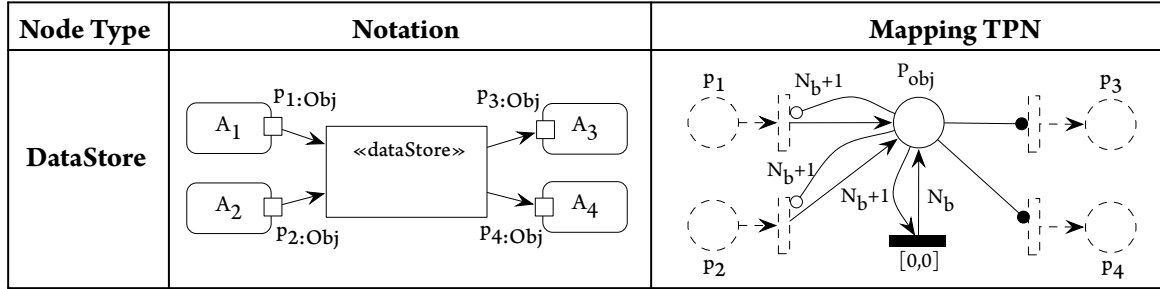 Node Type
Notation
Mapping TPN
DataStore
p1:Obj
A1
p3:Obj
A3
«dataStore»
A2
p2:Obj
p4:Obj
A4
p1
Nb+1
Pobj
p3
Nb+1
Nb+1
Nb
p2
[0,0]
p4